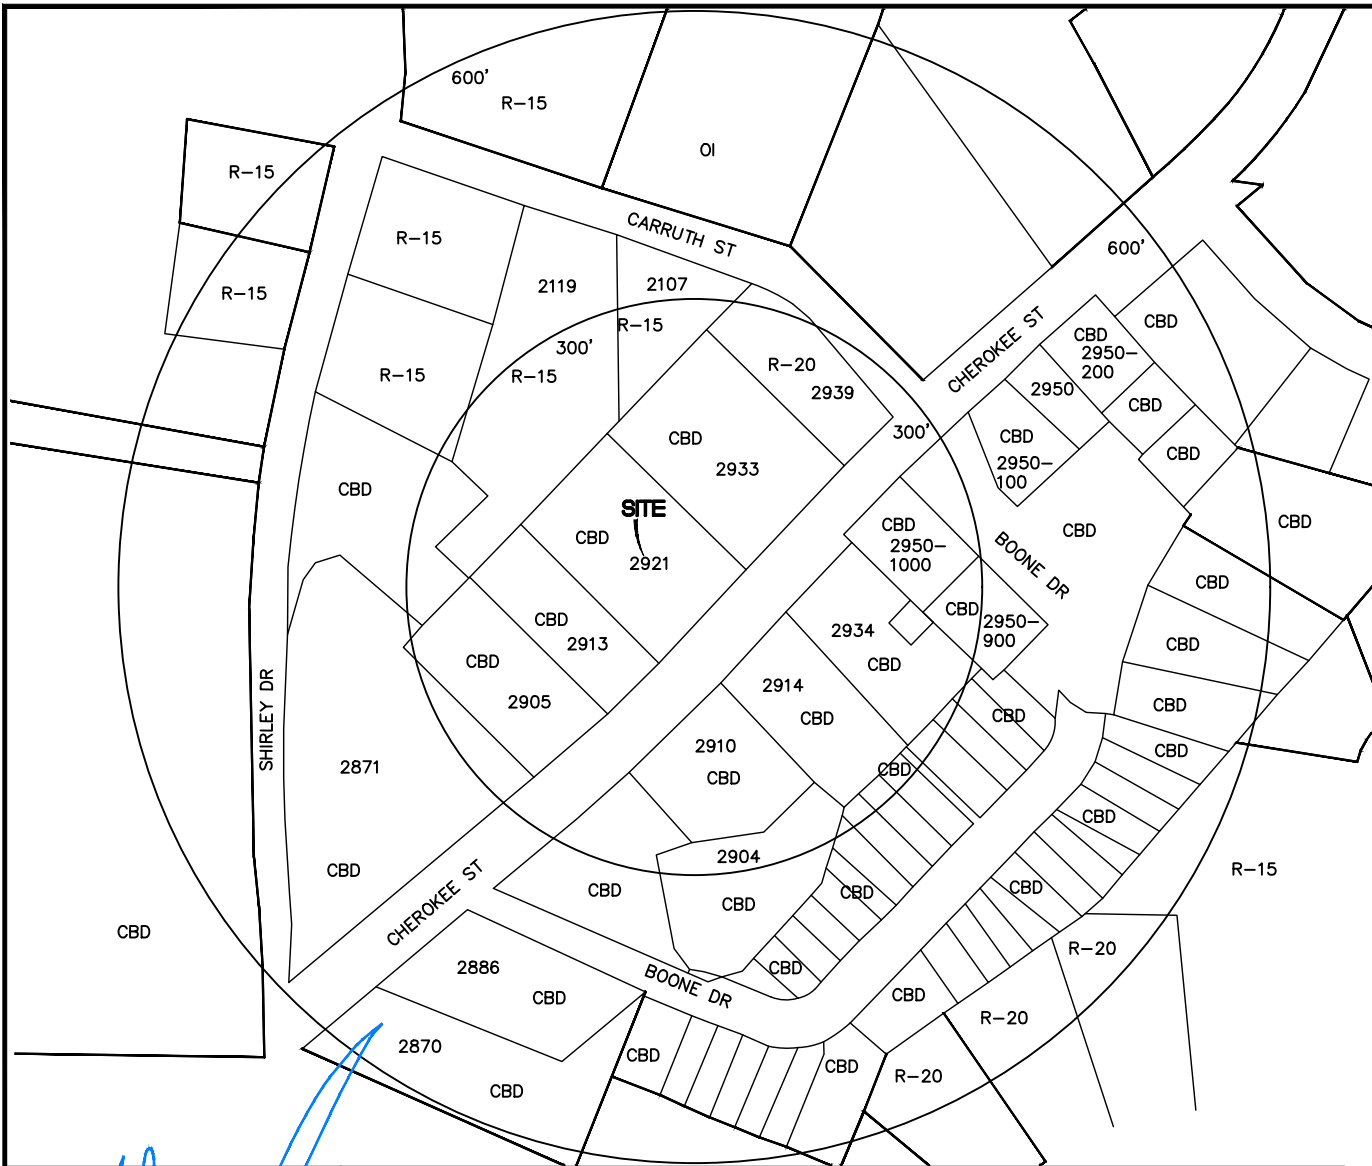 600'
R-15
OI
R-15
CARRUTH ST
R-15
600'
2119
2107
R-15
CHEROKEE ST
CBD
CBD
2950-
200
R-15
300'
R-15
R-15
R-20
2939
2950
CBD
300'
CBD
2933
CBD
2950-
100
CBD
CBD
SITE
CBD
2921
CBD
2950-
1000
BOONE DR
CBD
CBD
CBD
CBD
2913
2934
CBD
CBD
2950-
900
CBD
CBD
2905
2914
CBD
CBD
CBD
SHIRLEY DR
2871
2910
CBD
CBD
CBD
CBD
2904
CBD
CHEROKEE ST
CBD
CBD
CBD
CBD
R-15
CBD
2886
CBD
BOONE DR
CBD
CBD
R-20
R-20
2870
CBD
CBD
CBD
R-20